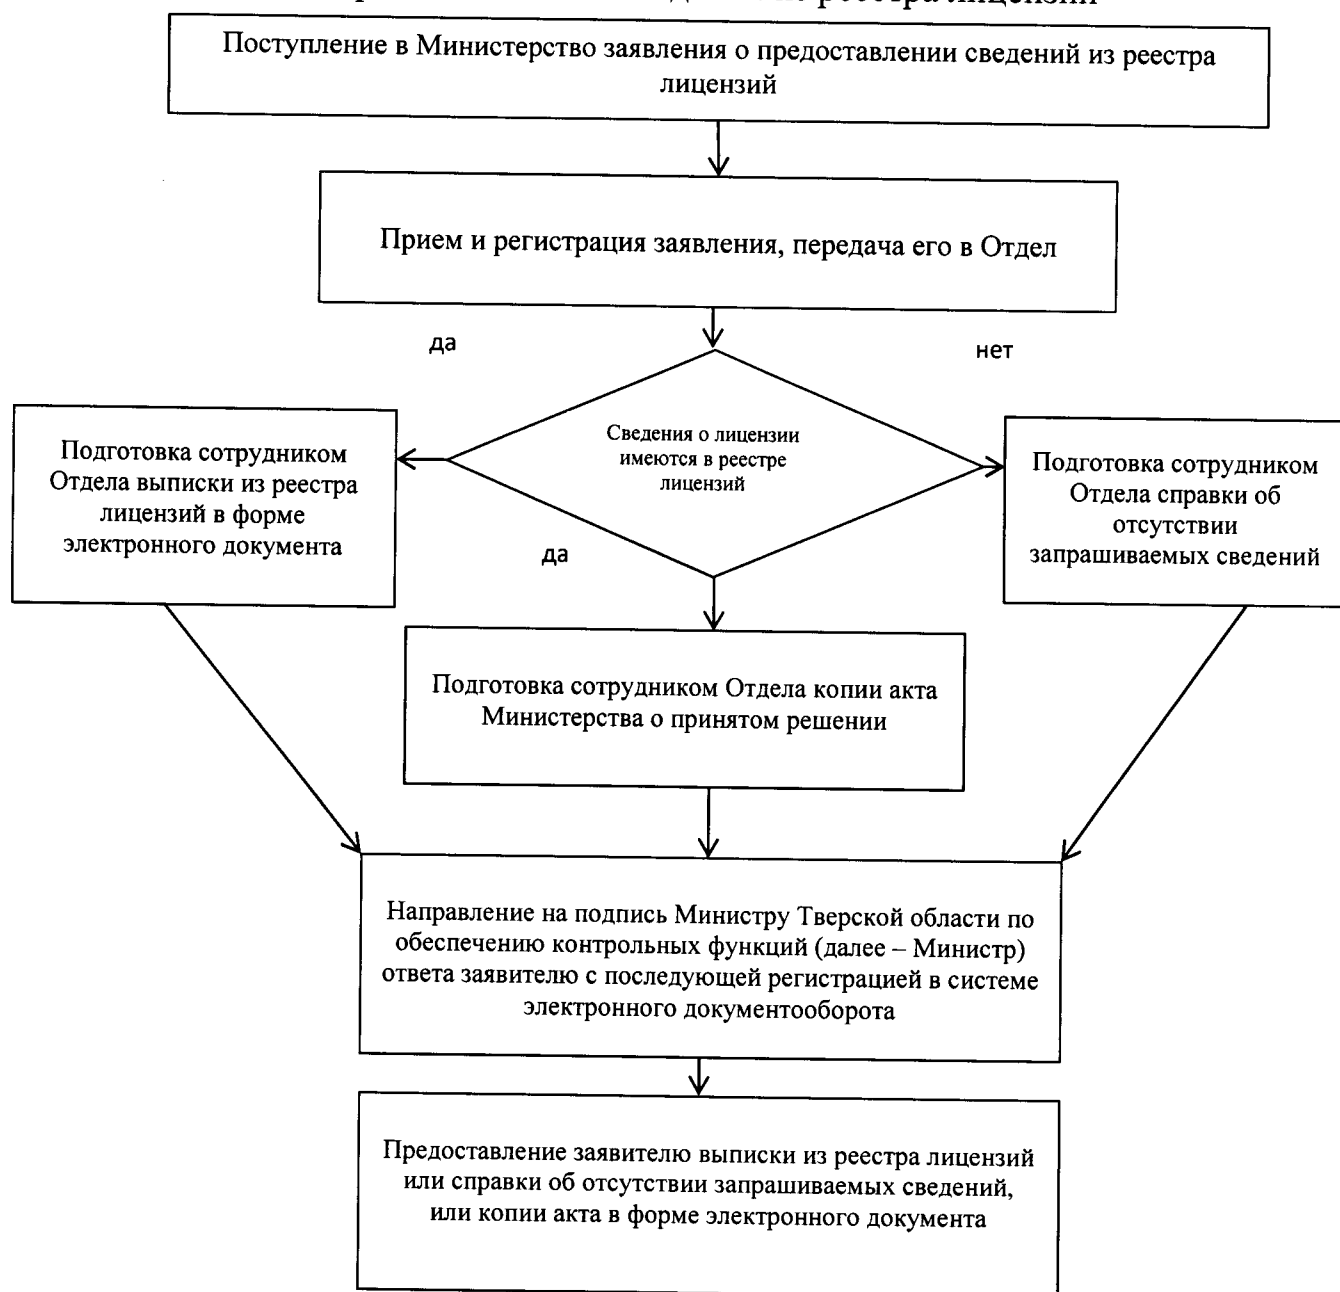 из реестра лицензий
Поступление в Министерство заявления о предоставлении сведений из реестра
лицензий
Прием и регистрация заявления, передача его в Отдел
да
нет
Сведения о лицензии
имеются в реестре
лицензий
Подготовка сотрудником
Отдела выписки из реестра
лицензий в форме
электронного документа
Подготовка сотрудником
Отдела справки об
отсутствии
запрашиваемых сведений
да
Подготовка сотрудником Отдела копии акта
Министерства о принятом решении
Направление на подпись Министру Тверской области по
обеспечению контрольных функций (далее – Министр)
ответа заявителю с последующей регистрацией в системе
электронного документооборота
Предоставление заявителю выписки из реестра лицензий
или справки об отсутствии запрашиваемых сведений,
или копии акта в форме электронного документа